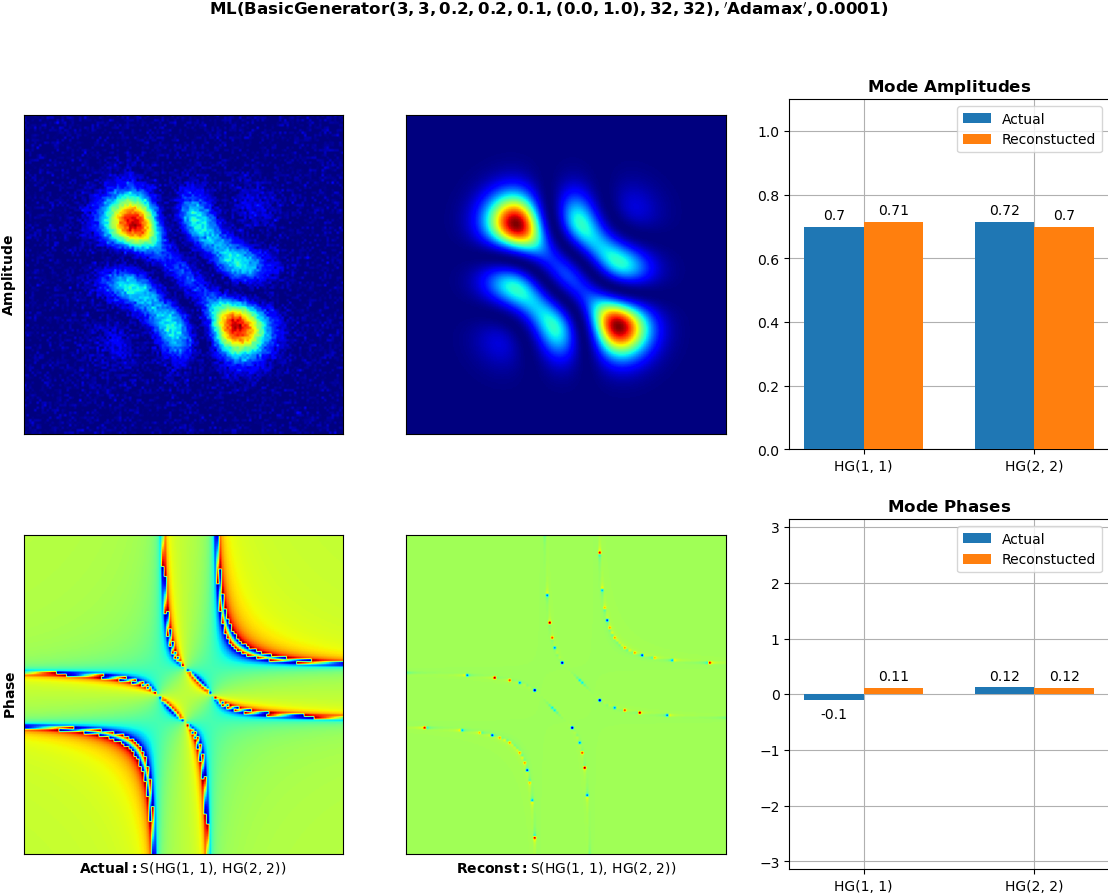 ML(BasicGenerator(3, 3, 0.2, 0.2, 0.1, (0.0, 1.0), 32, 32), ′Adamax′, 0.0001)
Amplitude
Mode Amplitudes
Actual
Reconstucted
1.0
0.8
0.6
0.4
0.2
0.0
0.7
0.71
0.72
0.7
HG(1, 1)
HG(2, 2)
Phase
Actual: S(HG(1, 1), HG(2, 2))
Reconst: S(HG(1, 1), HG(2, 2))
Mode Phases
Actual
Reconstucted
3
2
1
0
−1
−2
−3
-0.1
0.11
0.12
0.12
HG(1, 1)
HG(2, 2)